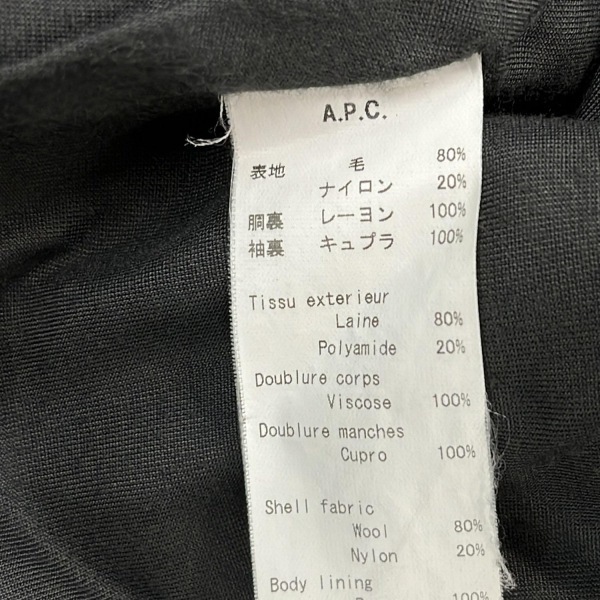 A.P.C.
表地 毛 80%
ナイロン 20%
胴裏 レーヨン 100%
袖裏 キュプラ 100%
Tissu exterieur
Laine 80%
Polyamide 20%
Doublure corps
Viscose 100%
Doublure manches
Cupro 100%
Shell fabric
Wool 80%
Nylon 20%
Body lining
100%